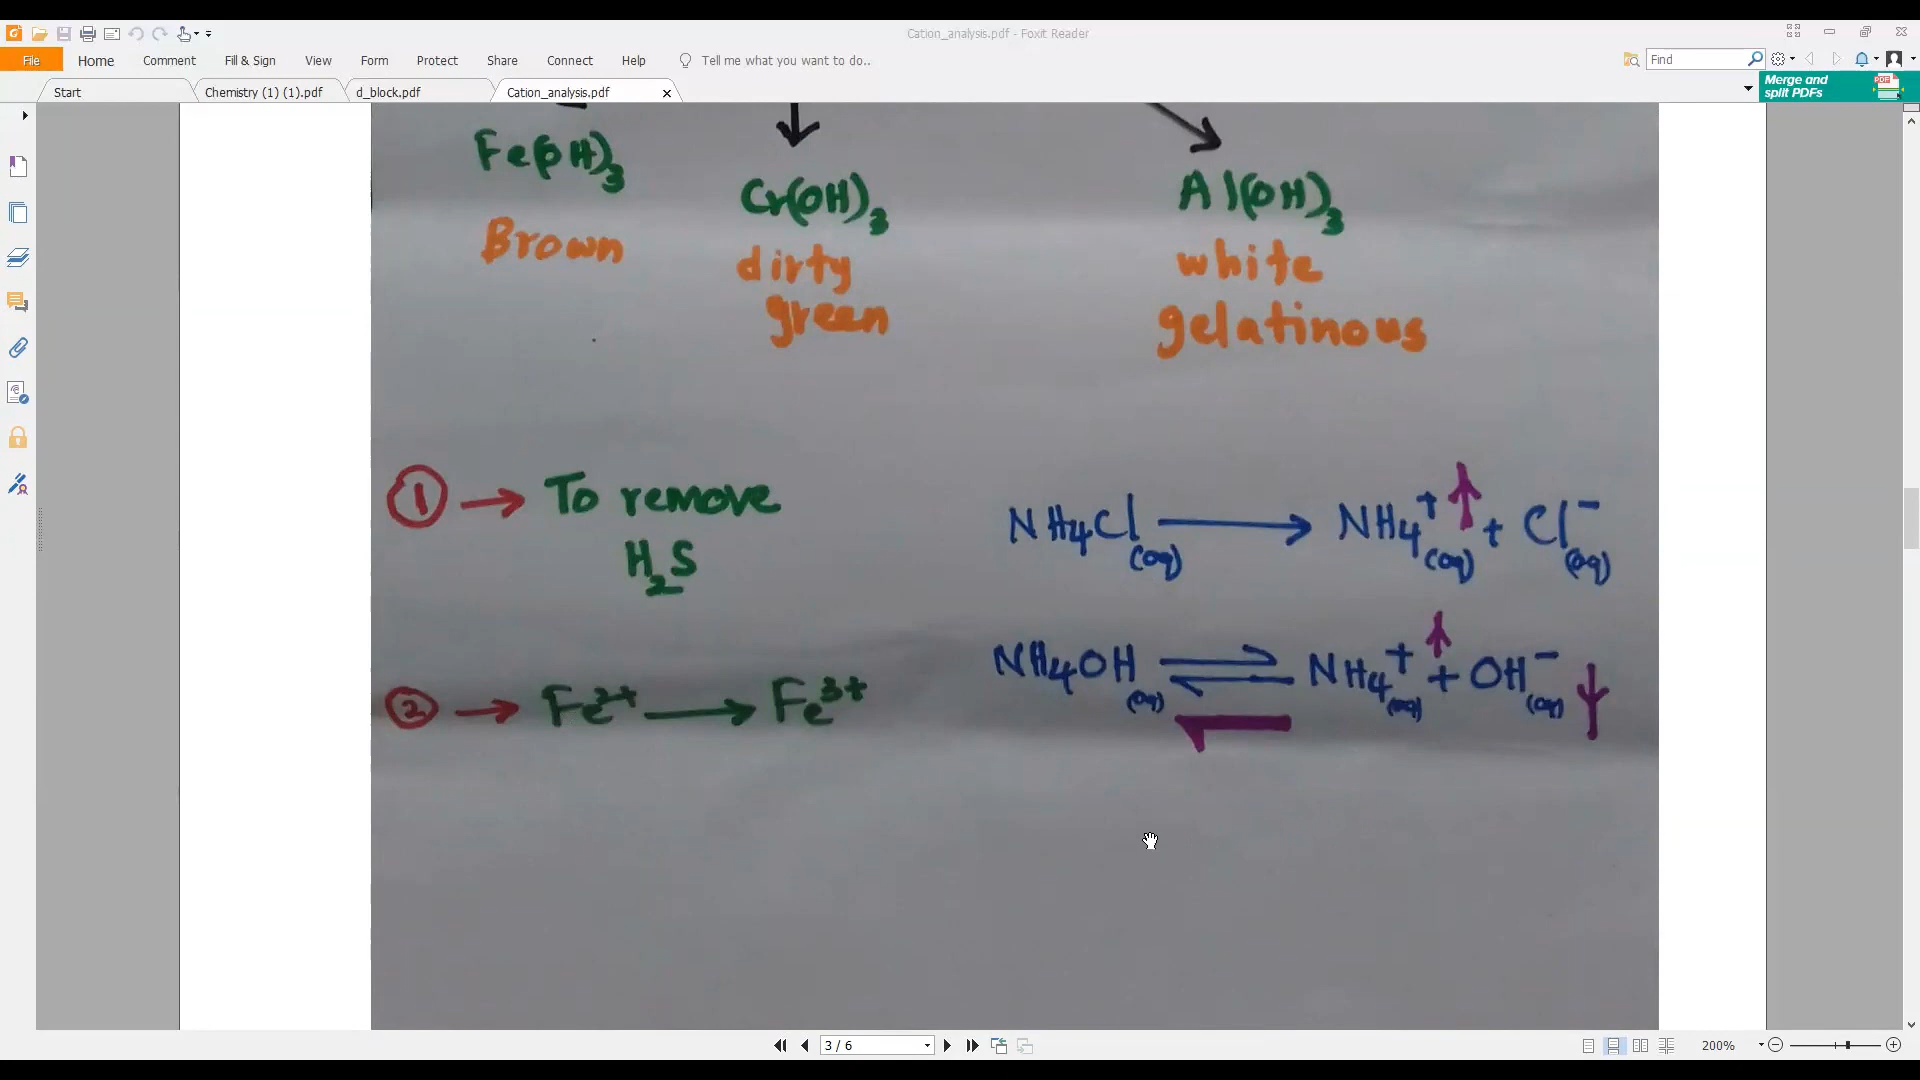 Cation_analysis.pdf - Foxit Reader
File Home Comment Fill & Sign View Form Protect Share Connect Help Tell me what you want to do.. Find
Start Chemistry (1) (1).pdf d_block.pdf Cation_analysis.pdf
Merge and
split PDFs
PDF
Fe(OH)3
Cr(OH)3
Al(OH)3
Brown
dirty
green
white
gelatinous
① → To remove
H2S
NH4Cl(aq) → NH4+(aq) ↑ + Cl-(aq)
NH4OH(aq) ⇌ NH4+(aq) ↑ + OH-(aq) ↓
② → Fe2+ → Fe3+
3 / 6
200%